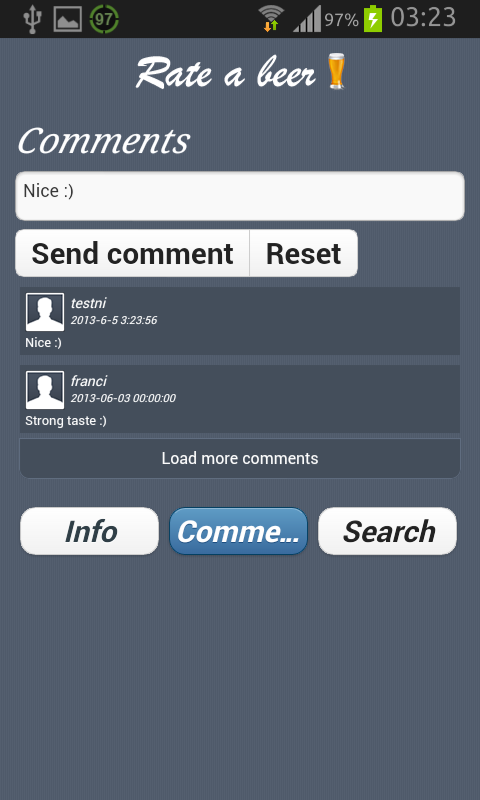 97 97% 03:23
Rate a beer
Comments
Nice :)
Send comment Reset
testni
2013-6-5 3:23:56
Nice :)
franci
2013-06-03 00:00:00
Strong taste :)
Load more comments
Info Comme... Search